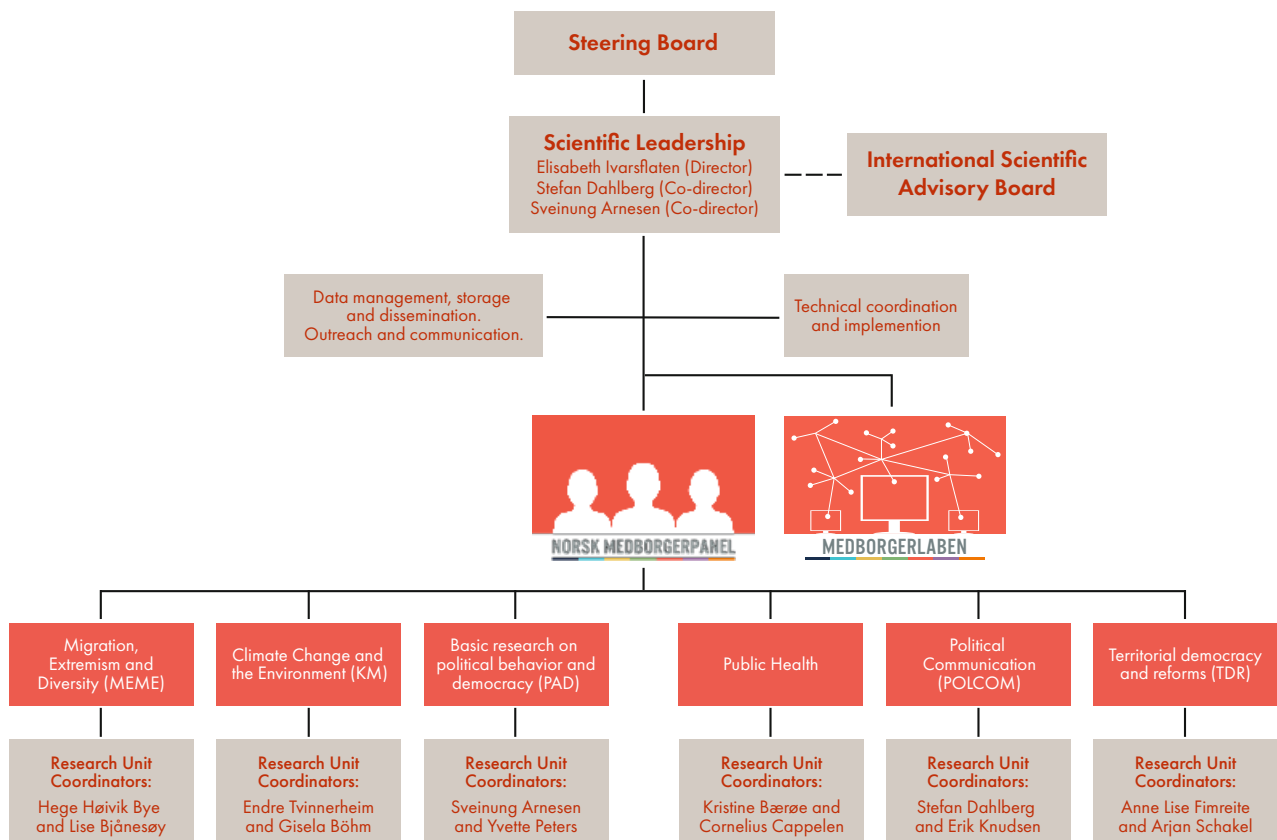 Steering Board
Scientific Leadership
Elisabeth Ivarsflaten (Director)
Stefan Dahlberg (Co-director)
Sveinung Arnesen (Co-director)
International Scientific
Advisory Board
Data management, storage
and dissemination.
Outreach and communication.
Technical coordination
and implemention
NORSK MEDBORGERPANEL
MEDBORGERLABEN
Migration,
Extremism and
Diversity (MEME)
Climate Change and
the Environment (KM)
Basic research on
political behavior and
democracy (PAD)
Public Health
Political
Communication
(POLCOM)
Territorial democracy
and reforms (TDR)
Research Unit
Coordinators:
Hege Høivik Bye
and Lise Bjånesøy
Research Unit
Coordinators:
Endre Tvinnerheim
and Gisela Böhm
Research Unit
Coordinators:
Sveinung Arnesen
and Yvette Peters
Research Unit
Coordinators:
Kristine Bærøe and
Cornelius Cappelen
Research Unit
Coordinators:
Stefan Dahlberg
and Erik Knudsen
Research Unit
Coordinators:
Anne Lise Fimreite
and Arjan Schakel